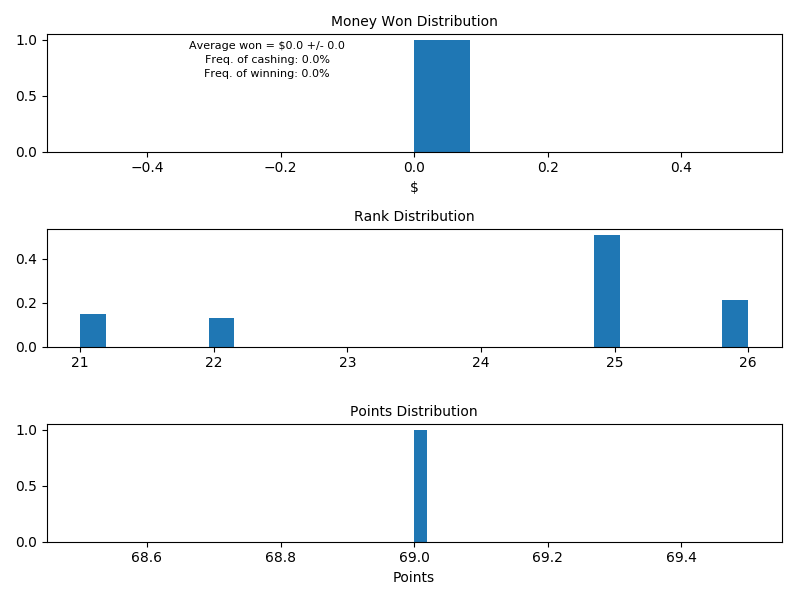 Money Won Distribution
Average won = $0.0 +/- 0.0
Freq. of cashing: 0.0%
Freq. of winning: 0.0%
1.0
0.5
0.0
−0.4 −0.2 0.0 0.2 0.4
$
Rank Distribution
0.4
0.2
0.0
21 22 23 24 25 26
Points Distribution
1.0
0.5
0.0
68.6 68.8 69.0 69.2 69.4
Points